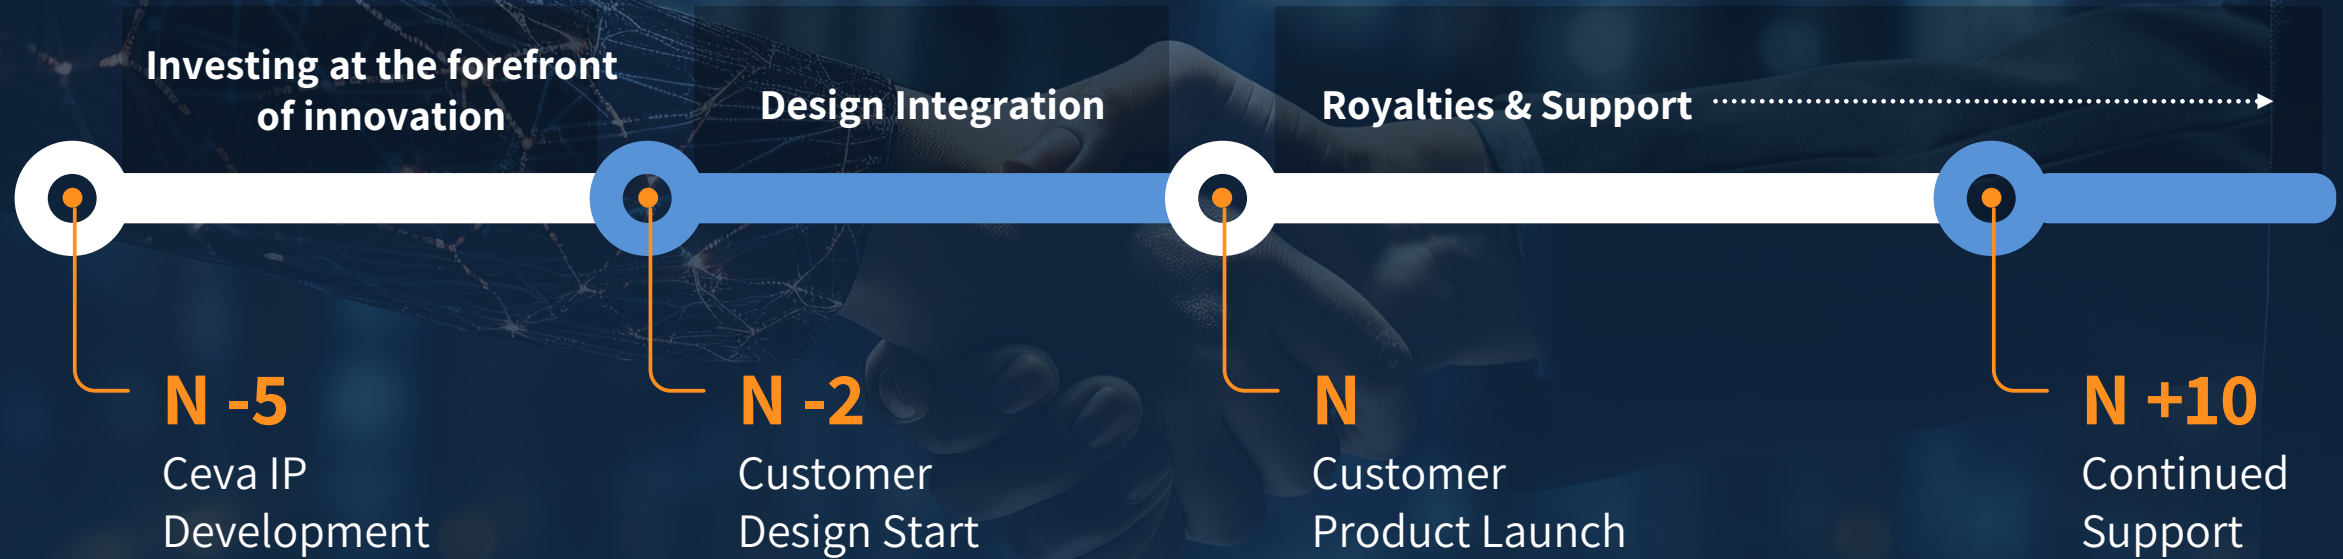 Investing at the forefront
of innovation
Design Integration
Royalties & Support
N -5
Ceva IP
Development
N -2
Customer
Design Start
N
Customer
Product Launch
N +10
Continued
Support